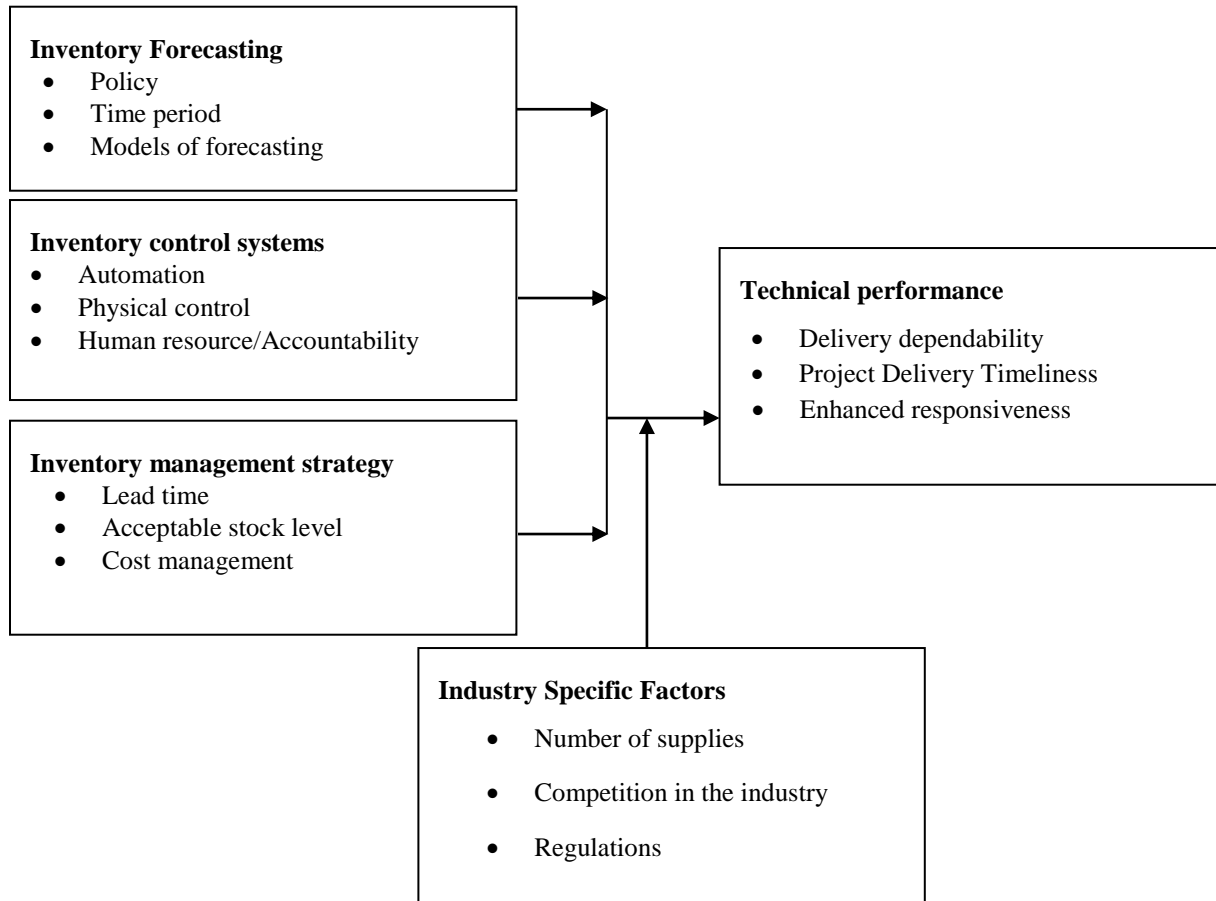 Inventory Forecasting
• Policy
• Time period
• Models of forecasting
Inventory control systems
• Automation
• Physical control
• Human resource/Accountability
Inventory management strategy
• Lead time
• Acceptable stock level
• Cost management
Technical performance
• Delivery dependability
• Project Delivery Timeliness
• Enhanced responsiveness
Industry Specific Factors
• Number of supplies
• Competition in the industry
• Regulations